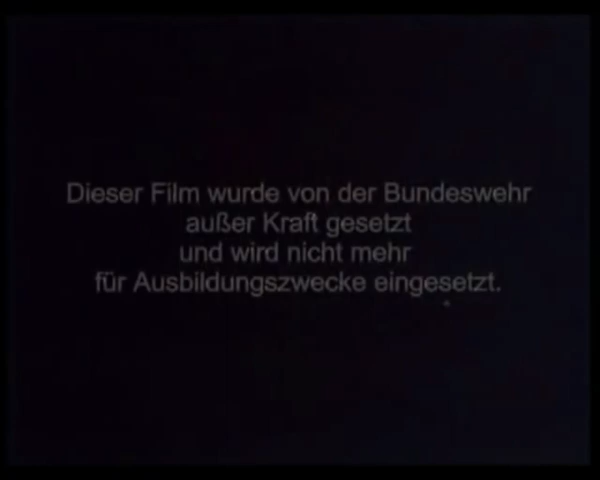 Dieser Film wurde von der Bundeswehr
außer Kraft gesetzt
und wird nicht mehr
für Ausbildungszwecke eingesetzt.